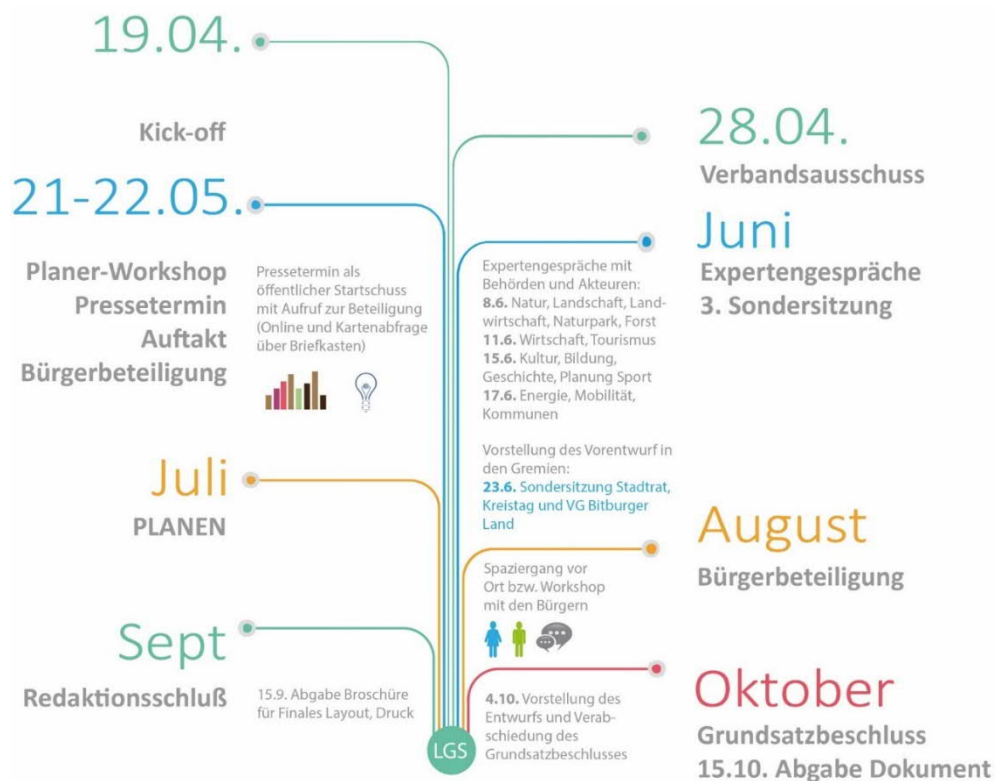 19.04.
Kick-off
28.04.
Verbandsausschuss
21-22.05.
Planer-Workshop
Pressetermin
Auftakt
Bürgerbeteiligung
Pressetermin als
öffentlicher Startschuss
mit Aufruf zur Beteiligung
(Online und Kartenabfrage
über Briefkasten)
Juni
Expertengespräche
3. Sondersitzung
Expertengespräche mit
Behörden und Akteuren:
8.6. Natur, Landschaft, Land-
wirtschaft, Naturpark, Forst
11.6. Wirtschaft, Tourismus
15.6. Kultur, Bildung,
Geschichte, Planung Sport
17.6. Energie, Mobilität,
Kommunen
Vorstellung des Vorentwurf in
den Gremien:
23.6. Sondersitzung Stadtrat,
Kreistag und VG Bitburger
Land
Juli
PLANEN
August
Bürgerbeteiligung
Spaziergang vor
Ort bzw. Workshop
mit den Bürgern
Sept
Redaktionsschluß
15.9. Abgabe Broschüre
für Finales Layout, Druck
Oktober
Grundsatzbeschluss
15.10. Abgabe Dokument
4.10. Vorstellung des
Entwurfs und Verab-
schiedung des
Grundsatzbeschlusses
LGS